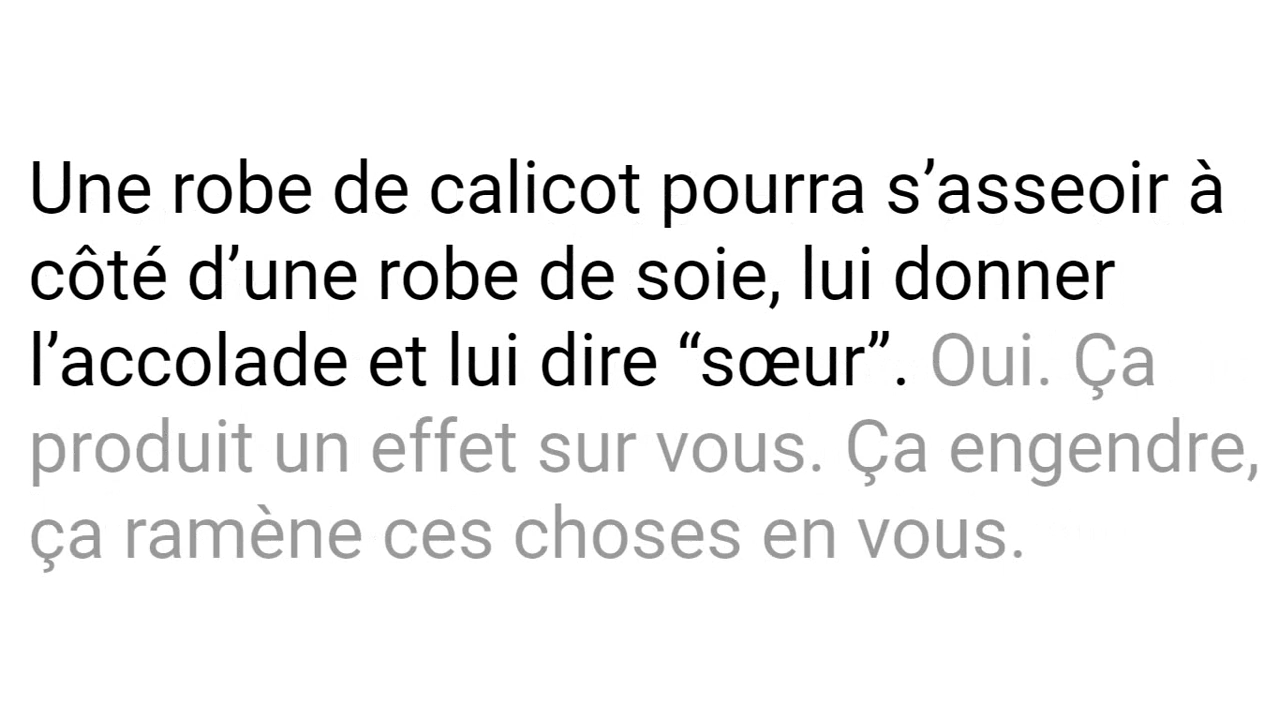 Une robe de calicot pourra s’asseoir à
côté d’une robe de soie, lui donner
l’accolade et lui dire “sœur”. Oui. Ça
produit un effet sur vous. Ça engendre,
ça ramène ces choses en vous.